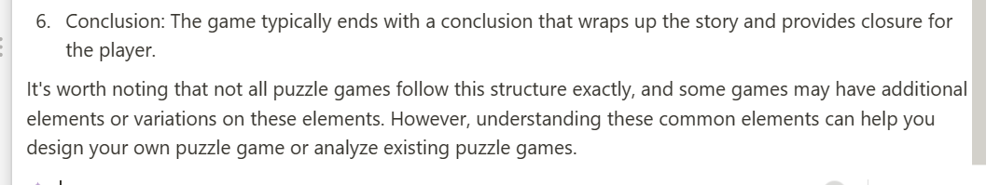 6. Conclusion: The game typically ends with a conclusion that wraps up the story and provides closure for
the player.
It's worth noting that not all puzzle games follow this structure exactly, and some games may have additional
elements or variations on these elements. However, understanding these common elements can help you
design your own puzzle game or analyze existing puzzle games.